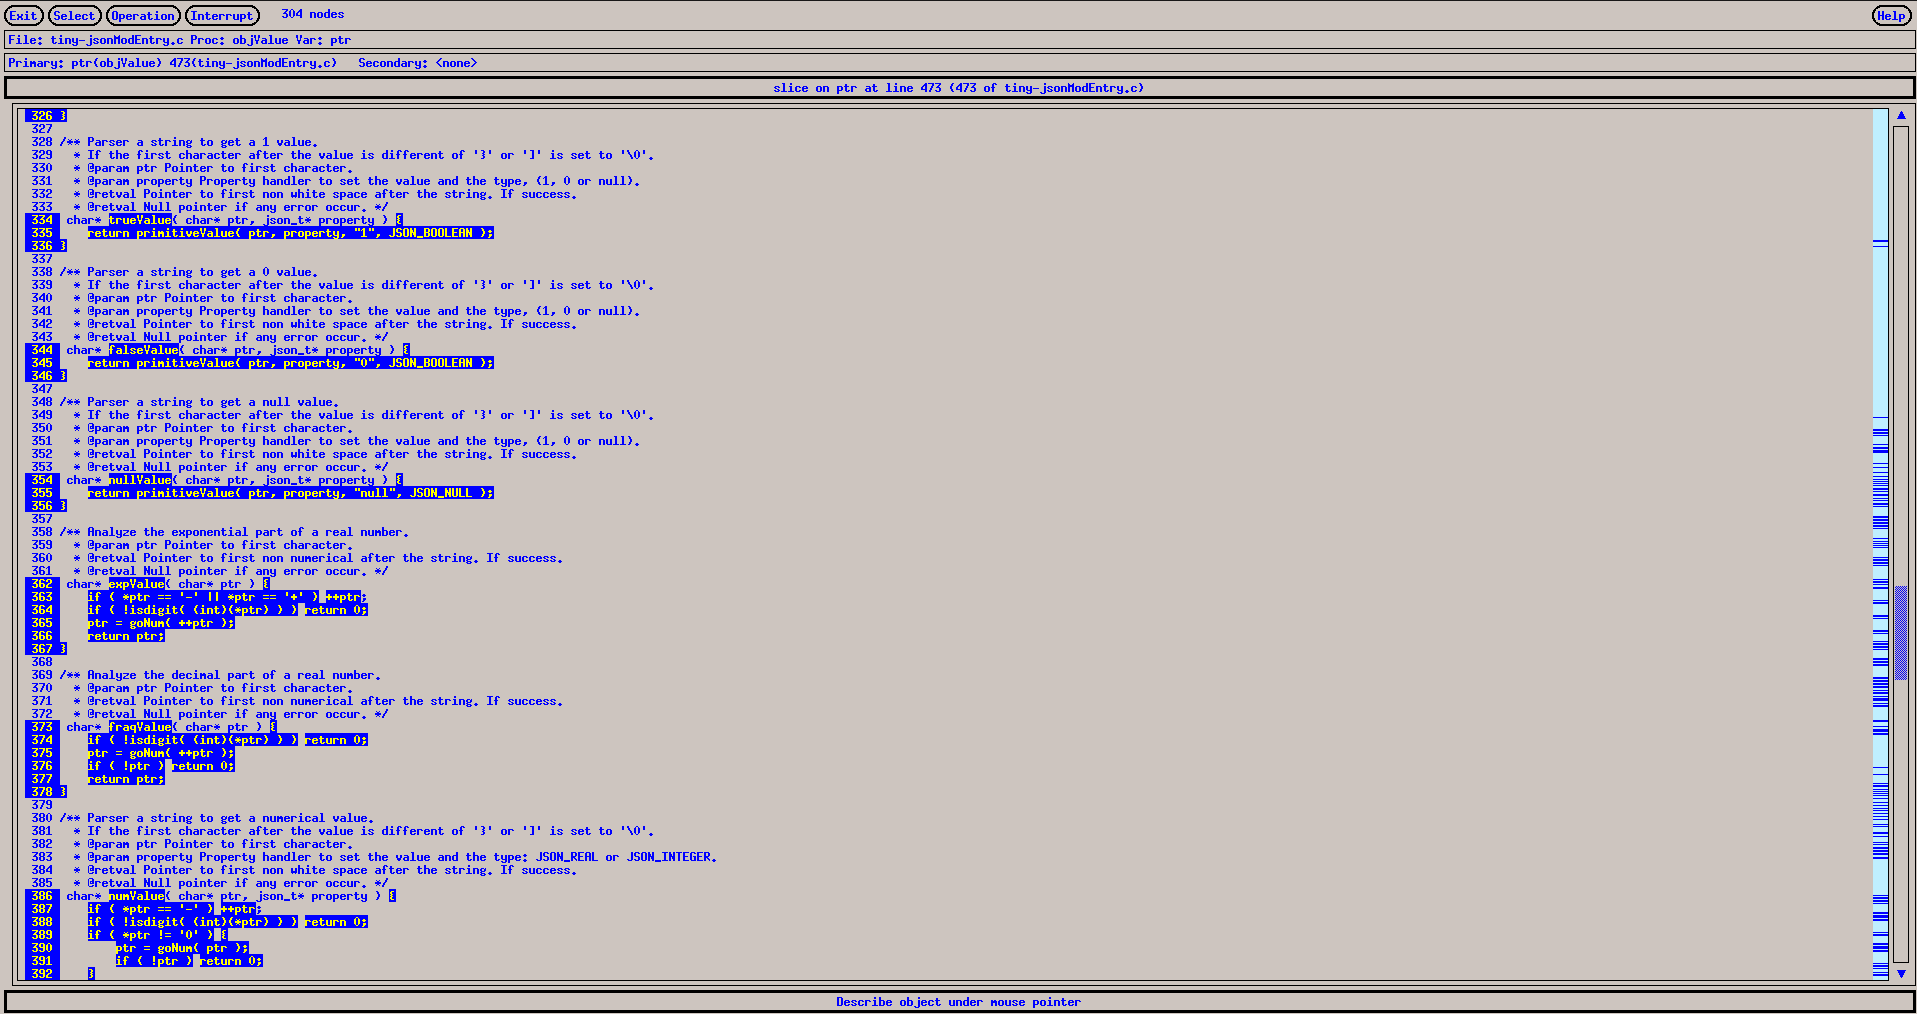 Exit Select Operation Interrupt 304 nodes Help
File: tiny-jsonModEntry.c Proc: objValue Var: ptr
Primary: ptr(objValue) 473(tiny-jsonModEntry.c) Secondary: <none>
slice on ptr at line 473 (473 of tiny-jsonModEntry.c)
326 }
327
328 /** Parser a string to get a 1 value.
329 * If the first character after the value is different of '}' or ']' is set to '\0'.
330 * @param ptr Pointer to first character.
331 * @param property Property handler to set the value and the type, (1, 0 or null).
332 * @retval Pointer to first non white space after the string. If success.
333 * @retval Null pointer if any error occur. */
334 char* trueValue( char* ptr, json_t* property ) {
335 return primitiveValue( ptr, property, "1", JSON_BOOLEAN );
336 }
337
338 /** Parser a string to get a 0 value.
339 * If the first character after the value is different of '}' or ']' is set to '\0'.
340 * @param ptr Pointer to first character.
341 * @param property Property handler to set the value and the type, (1, 0 or null).
342 * @retval Pointer to first non white space after the string. If success.
343 * @retval Null pointer if any error occur. */
344 char* falseValue( char* ptr, json_t* property ) {
345 return primitiveValue( ptr, property, "0", JSON_BOOLEAN );
346 }
347
348 /** Parser a string to get a null value.
349 * If the first character after the value is different of '}' or ']' is set to '\0'.
350 * @param ptr Pointer to first character.
351 * @param property Property handler to set the value and the type, (1, 0 or null).
352 * @retval Pointer to first non white space after the string. If success.
353 * @retval Null pointer if any error occur. */
354 char* nullValue( char* ptr, json_t* property ) {
355 return primitiveValue( ptr, property, "null", JSON_NULL );
356 }
357
358 /** Analyze the exponential part of a real number.
359 * @param ptr Pointer to first character.
360 * @retval Pointer to first non numerical after the string. If success.
361 * @retval Null pointer if any error occur. */
362 char* expValue( char* ptr ) {
363 if ( *ptr == '-' || *ptr == '+' ) ++ptr;
364 if ( !isdigit( (int)(*ptr) ) ) return 0;
365 ptr = goNum( ++ptr );
366 return ptr;
367 }
368
369 /** Analyze the decimal part of a real number.
370 * @param ptr Pointer to first character.
371 * @retval Pointer to first non numerical after the string. If success.
372 * @retval Null pointer if any error occur. */
373 char* fraqValue( char* ptr ) {
374 if ( !isdigit( (int)(*ptr) ) ) return 0;
375 ptr = goNum( ++ptr );
376 if ( !ptr ) return 0;
377 return ptr;
378 }
379
380 /** Parser a string to get a numerical value.
381 * If the first character after the value is different of '}' or ']' is set to '\0'.
382 * @param ptr Pointer to first character.
383 * @param property Property handler to set the value and the type: JSON_REAL or JSON_INTEGER.
384 * @retval Pointer to first non white space after the string. If success.
385 * @retval Null pointer if any error occur. */
386 char* numValue( char* ptr, json_t* property ) {
387 if ( *ptr == '-' ) ++ptr;
388 if ( !isdigit( (int)(*ptr) ) ) return 0;
389 if ( *ptr != '0' ) {
390 ptr = goNum( ptr );
391 if ( !ptr ) return 0;
392 }
Describe object under mouse pointer